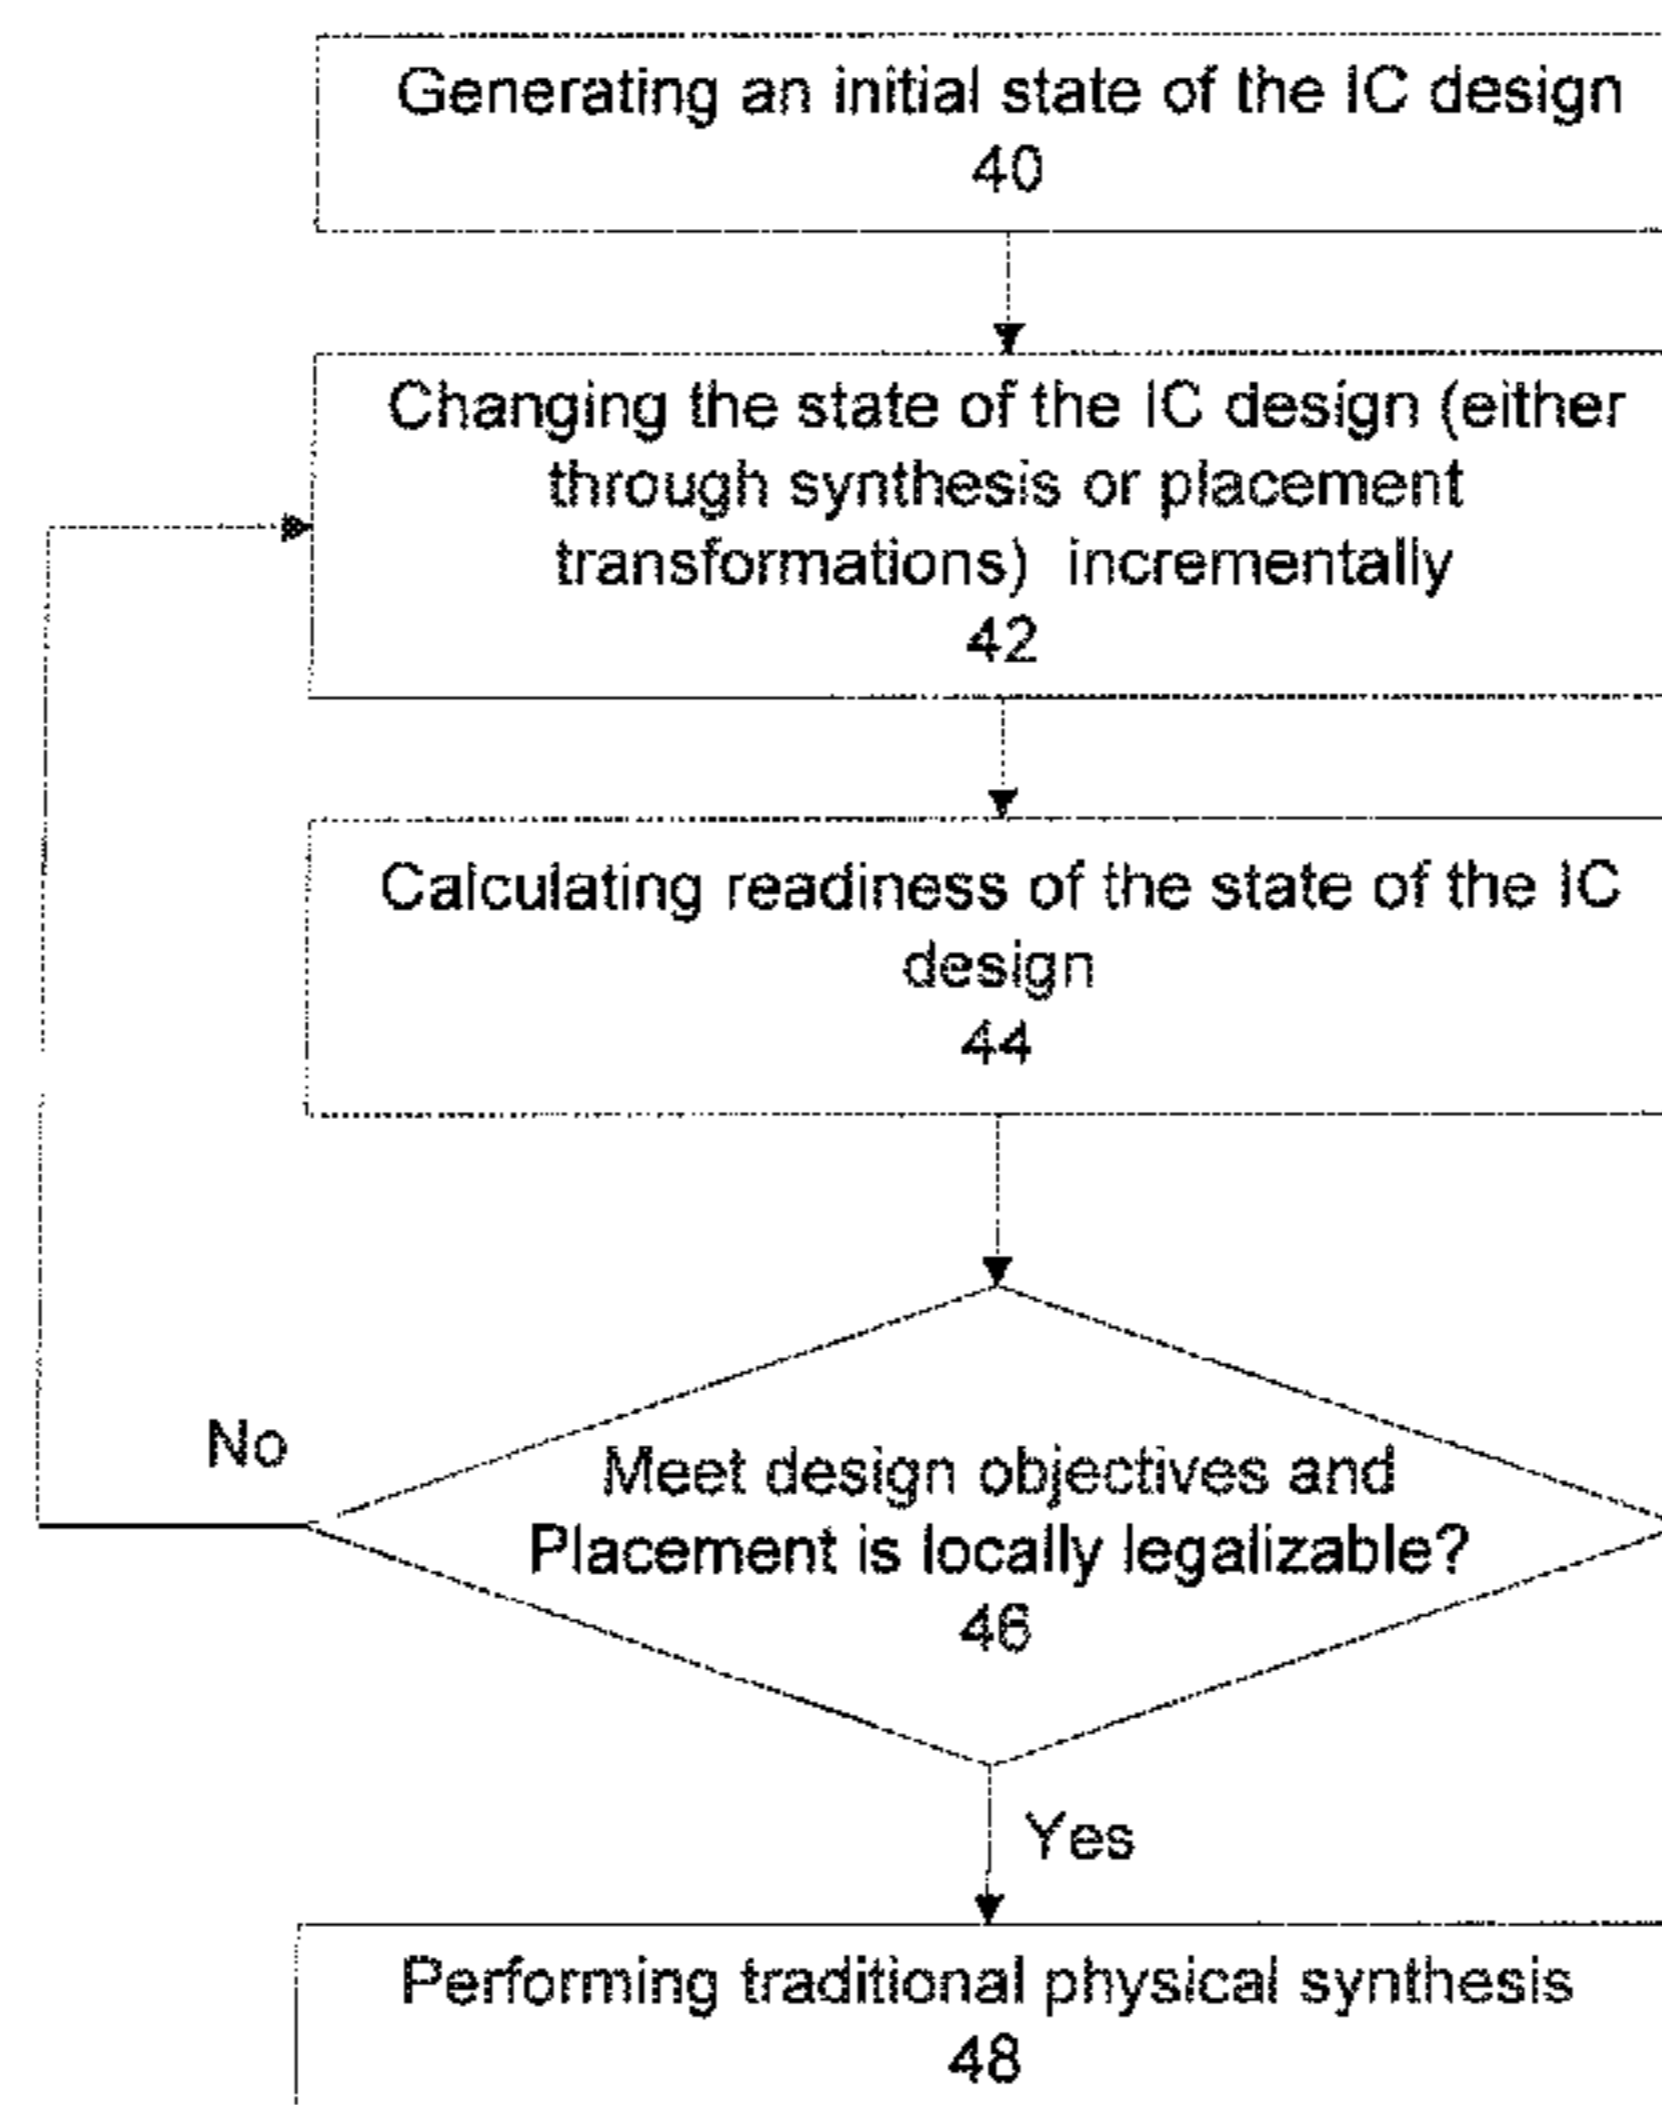 Generating an initial state of the IC design
40
Changing the state of the IC design (either
through synthesis or placement
transformations) incrementally
42
Calculating readiness of the state of the IC
design
44
No
Meet design objectives and
Placement is locally legalizable?
46
Yes
Performing traditional physical synthesis
48